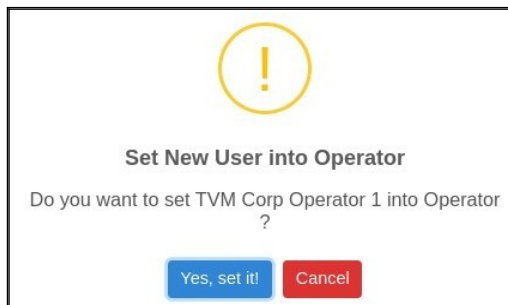 !
Set New User into Operator
Do you want to set TVM Corp Operator 1 into Operator
?
Yes, set it! Cancel